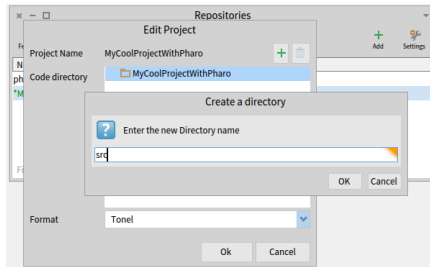 Repositories
Edit Project
Project Name MyCoolProjectWithPharo
Add Settings
Code directory MyCoolProjectWithPharo
Create a directory
Enter the new Directory name
src
OK Cancel
Format Tonel
Ok Cancel